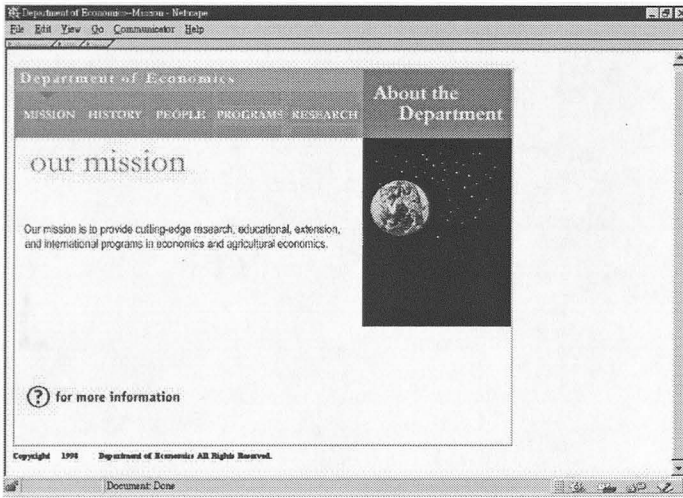 Department of Economics--Mission - Netscape
File Edit View Go Communicator Help
Department of Economics
MISSION HISTORY PEOPLE PROGRAMS RESEARCH
About the
Department
our mission
Our mission is to provide cutting-edge research, educational, extension,
and international programs in economics and agricultural economics.
? for more information
Copyright 1998 Department of Economics All Rights Reserved.
Document: Done